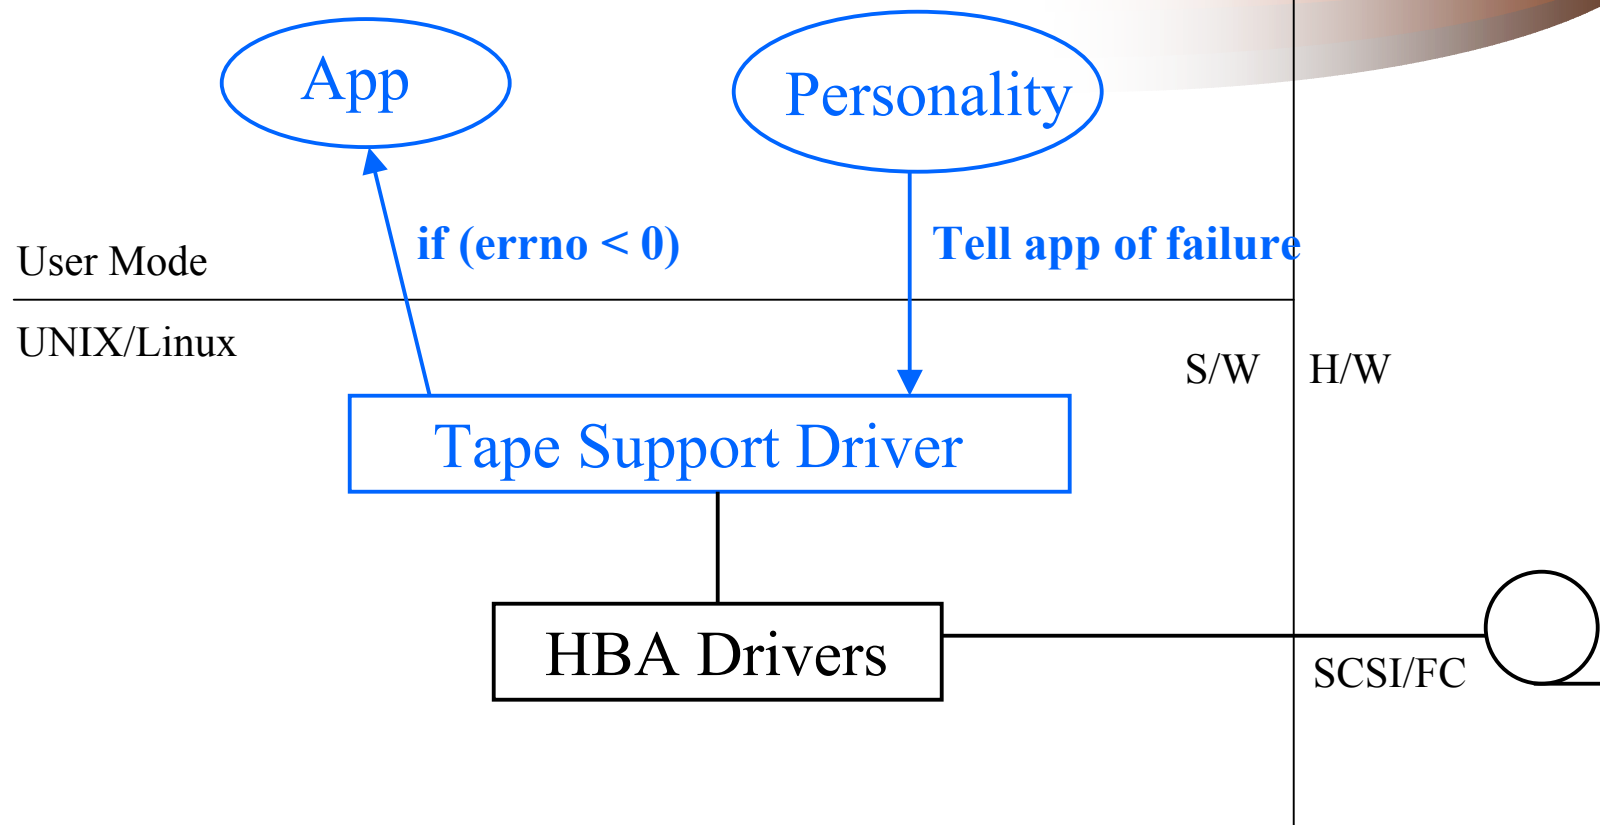 App
Personality
if (errno < 0)
Tell app of failure
User Mode
UNIX/Linux
S/W
H/W
Tape Support Driver
HBA Drivers
SCSI/FC